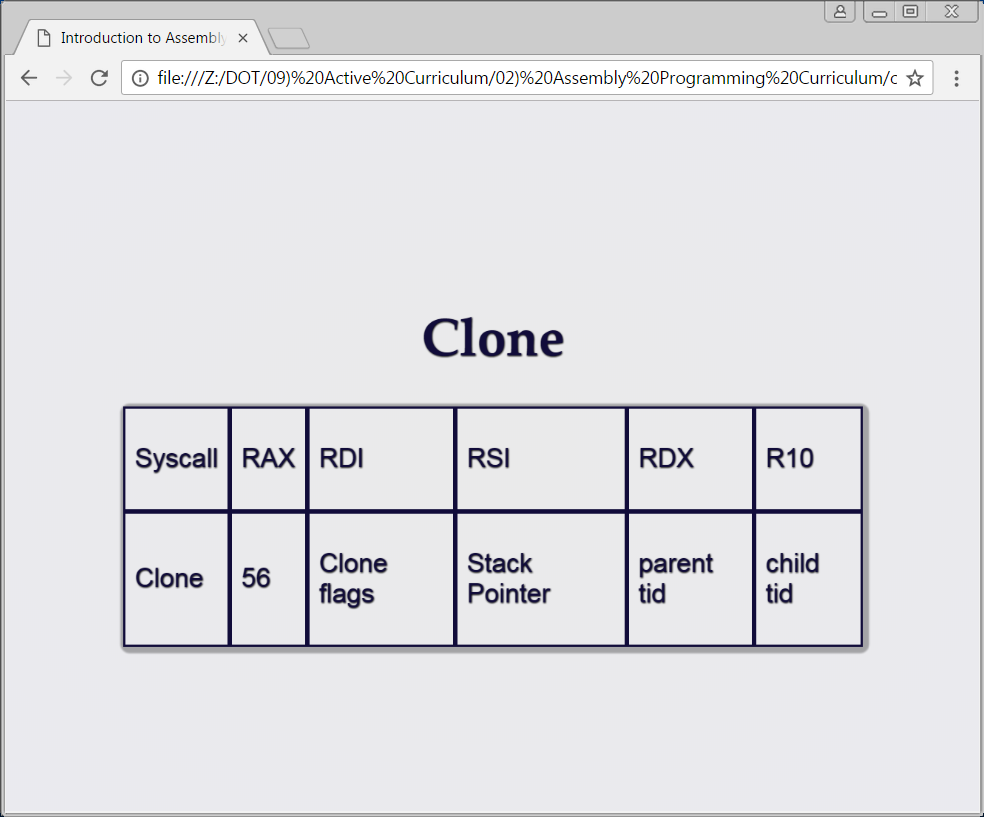 Introduction to Assembly
file:///Z:/DOT/09)%20Active%20Curriculum/02)%20Assembly%20Programming%20Curriculum/c
Clone
Syscall RAX RDI RSI RDX R10
Clone 56 Clone flags Stack Pointer parent tid child tid